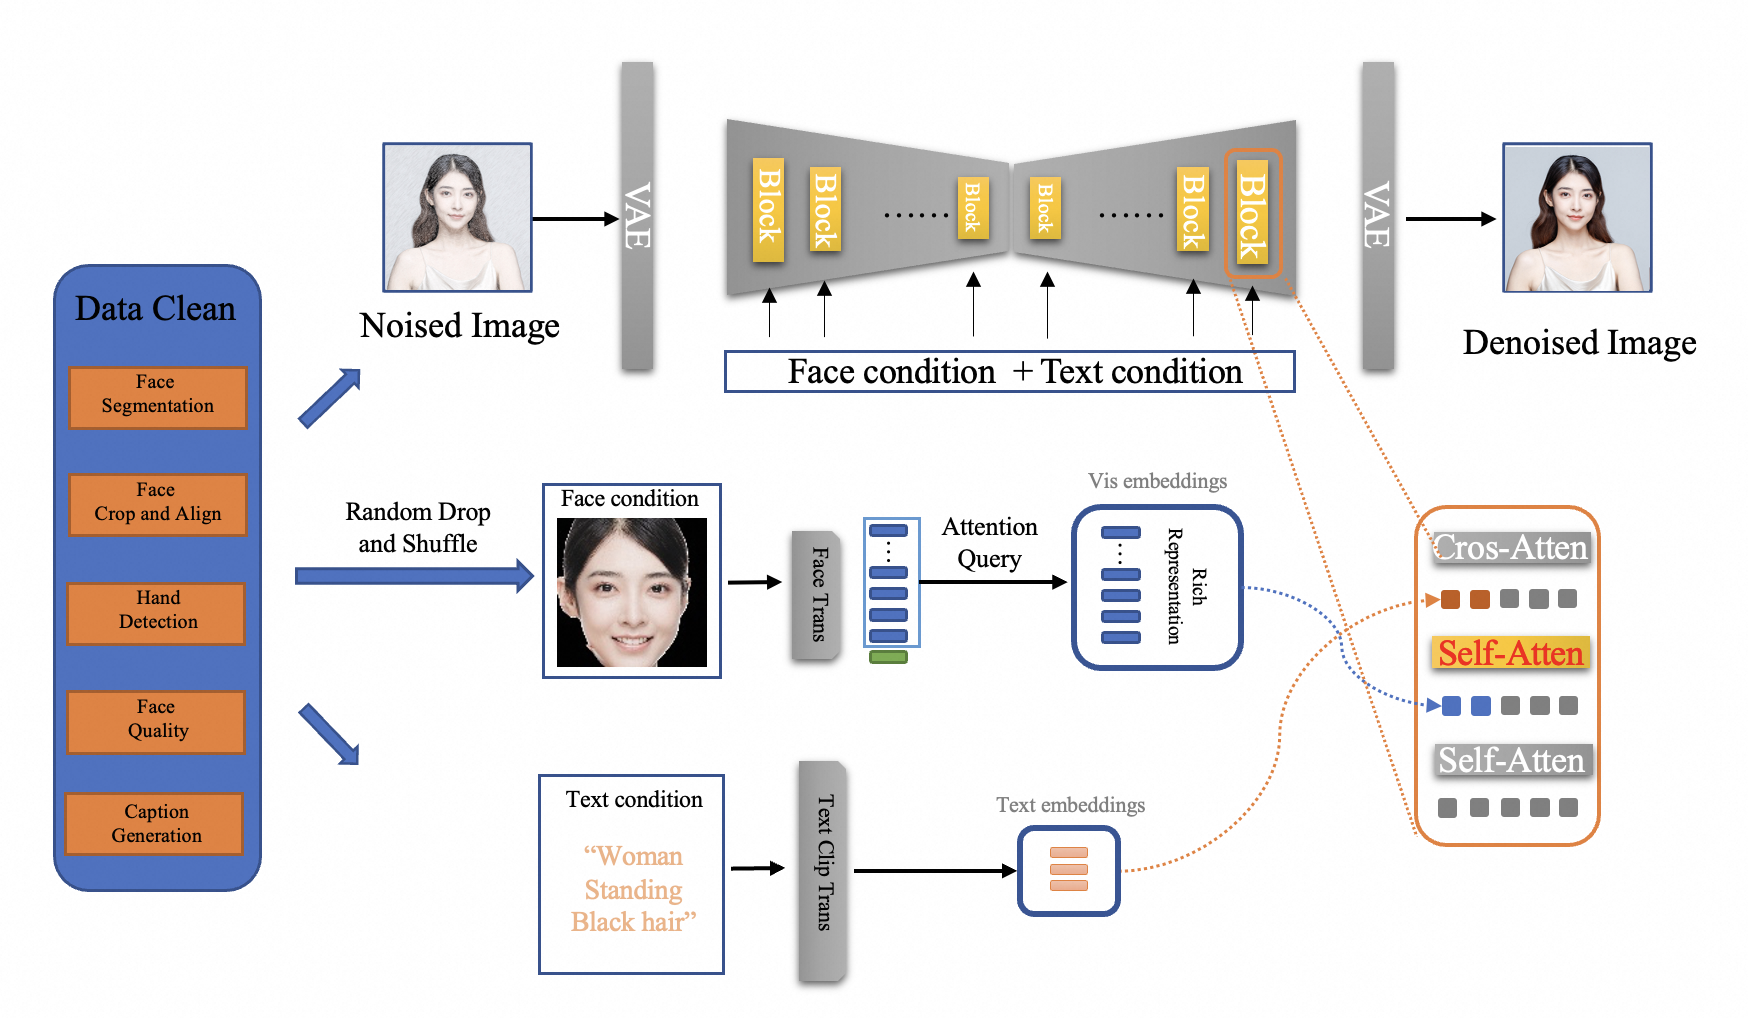 Data Clean
Face
Segmentation
Face
Crop and Align
Hand
Detection
Face
Quality
Caption
Generation
Noised Image
VAE
Block
Block
......
Block
Block
......
Block
Block
Face condition + Text condition
VAE
Denoised Image
Random Drop
and Shuffle
Face condition
Face Trans
Attention
Query
Vis embeddings
Rich
Representation
Text condition
“Woman
Standing
Black hair”
Text Clip Trans
Text embeddings
Cros-Atten
Self-Atten
Self-Atten